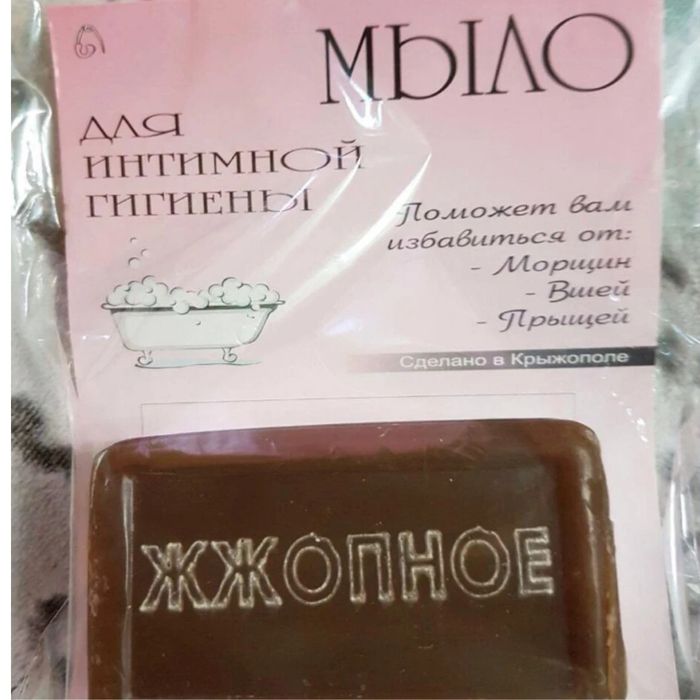 МЫЛО
ДЛЯ
ИНТИМНОЙ
ГИГИЕНЫ
Поможет вам
избавиться от:
- Морщин
- Вшей
- Прыщей
Сделано в Крыжополе
ЖЖОПНОЕ